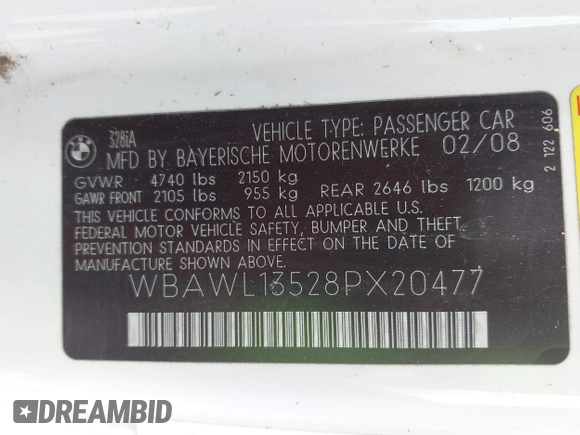 BMW
328iA
VEHICLE TYPE: PASSENGER CAR
MFD BY BAYERISCHE MOTORENWERKE 02/08
GVWR 4740 lbs 2150 kg
GAWR FRONT 2105 lbs 955 kg REAR 2646 lbs 1200 kg
THIS VEHICLE CONFORMS TO ALL APPLICABLE U.S.
FEDERAL MOTOR VEHICLE SAFETY, BUMPER AND THEFT
PREVENTION STANDARDS IN EFFECT ON THE DATE OF
MANUFACTURE SHOWN ABOVE.
WBAWL13528PX20477
2 122 606
DREAMBID